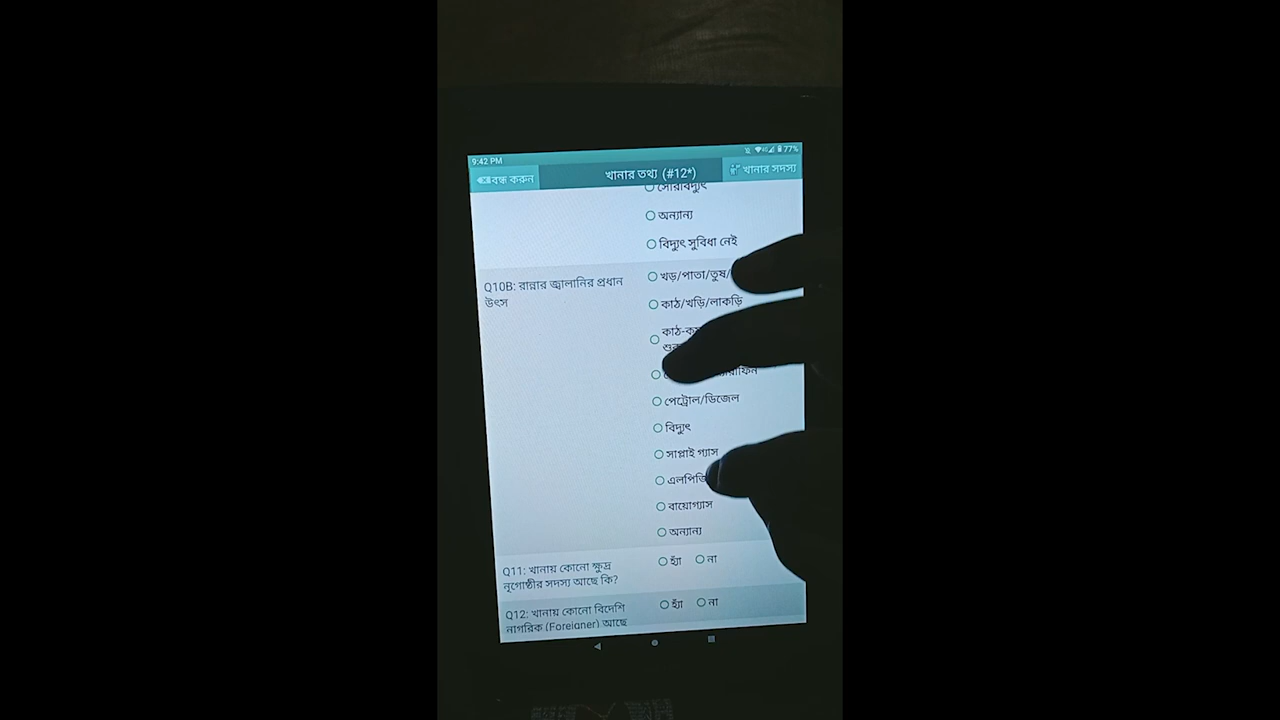 9:42 PM
77%
বন্ধ করুন
খানার তথ্য (#12*)
খানার সদস্য
সৌরবিদ্যুৎ
অন্যান্য
বিদ্যুৎ সুবিধা নেই
Q10B: রান্নার জ্বালানির প্রধান
উৎস
খড়/পাতা/তুষ/
কাঠ/খড়ি/লাকড়ি
পেট্রোল/ডিজেল
বিদ্যুৎ
সাপ্লাই গ্যাস
বায়োগ্যাস
অন্যান্য
Q11: খানায় কোনো ক্ষুদ্র
নৃগোষ্ঠীর সদস্য আছে কি?
হ্যাঁ না
Q12: খানায় কোনো বিদেশি
নাগরিক (Foreigner) আছে
হ্যাঁ না